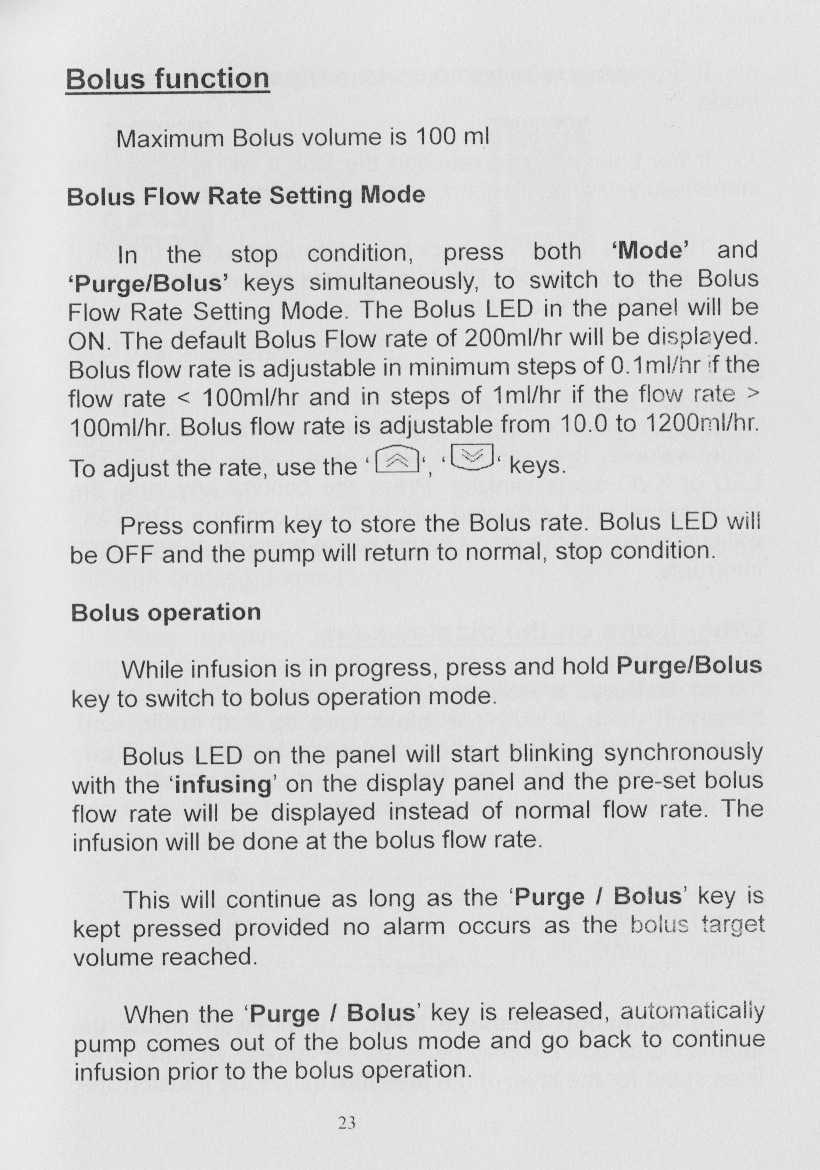 Bolus function
Maximum Bolus volume is 100 ml
Bolus Flow Rate Setting Mode
In the stop condition, press both ‘Mode’ and
‘Purge/Bolus’ keys simultaneously, to switch to the Bolus
Flow Rate Setting Mode. The Bolus LED in the panel will be
ON. The default Bolus Flow rate of 200ml/hr will be displayed.
Bolus flow rate is adjustable in minimum steps of 0.1ml/hr if the
flow rate < 100ml/hr and in steps of 1ml/hr if the flow rate >
100ml/hr. Bolus flow rate is adjustable from 10.0 to 1200ml/hr.
To adjust the rate, use the ‘ ‘, ‘ ‘ keys.
Press confirm key to store the Bolus rate. Bolus LED will
be OFF and the pump will return to normal, stop condition.
Bolus operation
While infusion is in progress, press and hold Purge/Bolus
key to switch to bolus operation mode.
Bolus LED on the panel will start blinking synchronously
with the ‘infusing’ on the display panel and the pre-set bolus
flow rate will be displayed instead of normal flow rate. The
infusion will be done at the bolus flow rate.
This will continue as long as the ‘Purge / Bolus’ key is
kept pressed provided no alarm occurs as the bolus target
volume reached.
When the ‘Purge / Bolus’ key is released, automatically
pump comes out of the bolus mode and go back to continue
infusion prior to the bolus operation.
23